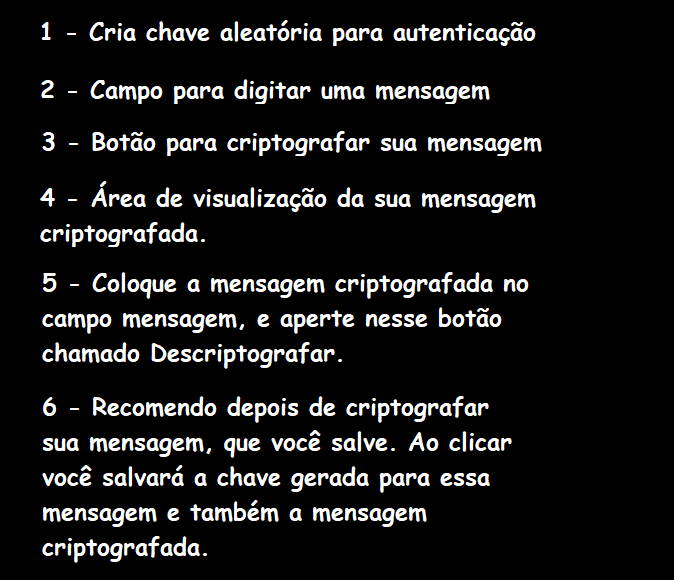 1 - Cria chave aleatória para autenticação
2 - Campo para digitar uma mensagem
3 - Botão para criptografar sua mensagem
4 - Área de visualização da sua mensagem
criptografada.
5 - Coloque a mensagem criptografada no
campo mensagem, e aperte nesse botão
chamado Descriptografar.
6 - Recomendo depois de criptografar
sua mensagem, que você salve. Ao clicar
você salvará a chave gerada para essa
mensagem e também a mensagem
criptografada.